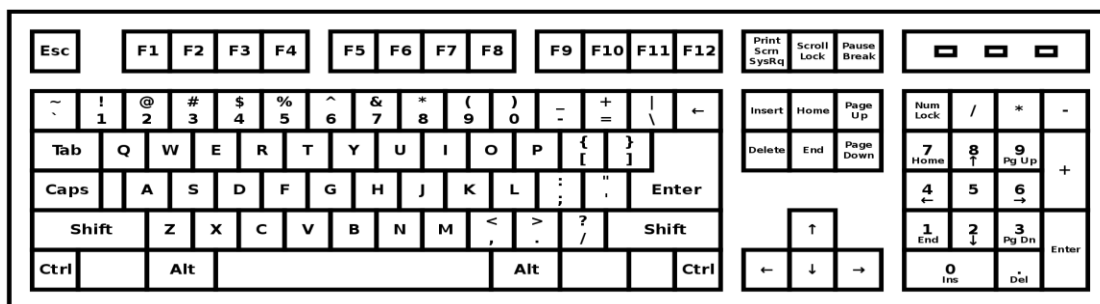 Esc F1 F2 F3 F4 F5 F6 F7 F8 F9 F10 F11 F12 Print Scrn SysRq Scroll Lock Pause Break
~ ` ! 1 @ 2 # 3 $ 4 % 5 ^ 6 & 7 * 8 ( 9 ) 0 _ - + = | \ ← Insert Home Page Up Num Lock / * -
Tab Q W E R T Y U I O P { [ } ] Delete End Page Down 7 Home 8 ↑ 9 Pg Up +
Caps A S D F G H J K L : ; " ' Enter 4 ← 5 6 →
Shift Z X C V B N M < , > . ? / Shift ↑ 1 End 2 ↓ 3 Pg Dn Enter
Ctrl Alt Alt Ctrl ← ↓ → 0 Ins . Del